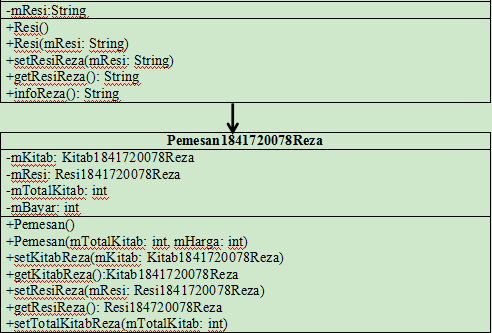 -mResi:String
+Resi()
+Resi(mResi: String)
+setResiReza(mResi: String)
+getResiReza(): String
+infoReza(): String
Pemesan1841720078Reza
-mKitab: Kitab1841720078Reza
-mResi: Resi1841720078Reza
-mTotalKitab: int
-mBayar: int
+Pemesan()
+Pemesan(mTotalKitab: int, mHarga: int)
+setKitabReza(mKitab: Kitab1841720078Reza)
+getKitabReza():Kitab1841720078Reza
+setResiReza(mResi: Resi1841720078Reza)
+getResiReza(): Resi184720078Reza
+setTotalKitabReza(mTotalKitab: int)